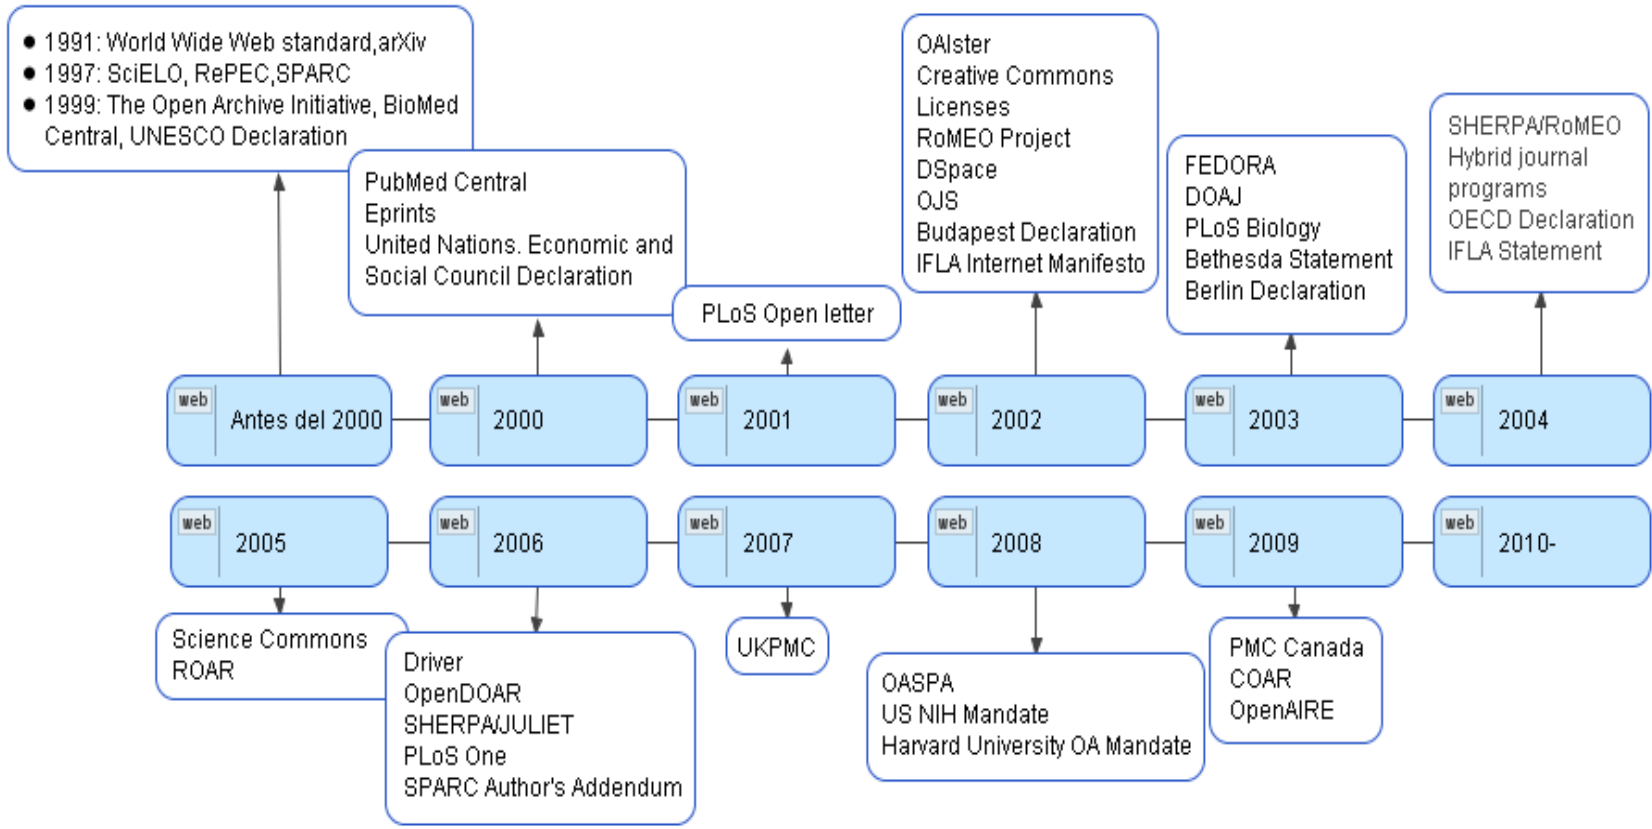 ● 1991: World Wide Web standard,arXiv
● 1997: SciELO, RePEC,SPARC
● 1999: The Open Archive Initiative, BioMed
Central, UNESCO Declaration
PubMed Central
Eprints
United Nations. Economic and
Social Council Declaration
PLoS Open letter
OAIster
Creative Commons
Licenses
RoMEO Project
DSpace
OJS
Budapest Declaration
IFLA Internet Manifesto
FEDORA
DOAJ
PLoS Biology
Bethesda Statement
Berlin Declaration
SHERPA/RoMEO
Hybrid journal
programs
OECD Declaration
IFLA Statement
web Antes del 2000
web 2000
web 2001
web 2002
web 2003
web 2004
web 2005
web 2006
web 2007
web 2008
web 2009
web 2010-
Science Commons
ROAR
Driver
OpenDOAR
SHERPA/JULIET
PLoS One
SPARC Author's Addendum
UKPMC
OASPA
US NIH Mandate
Harvard University OA Mandate
PMC Canada
COAR
OpenAIRE